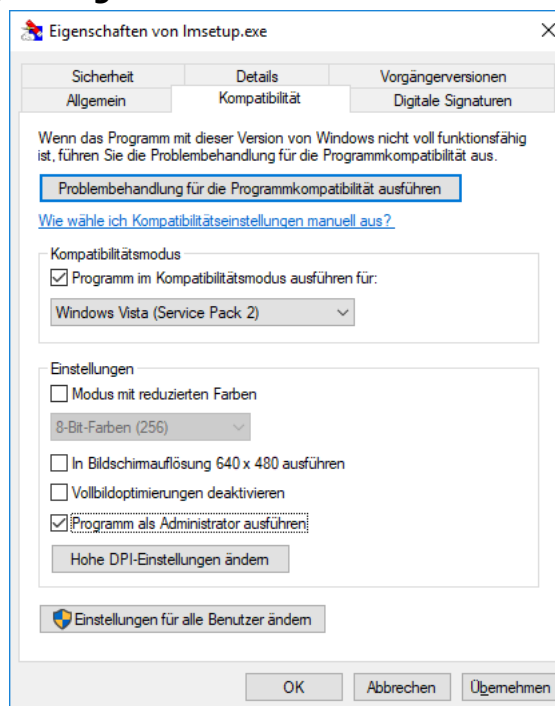 Eigenschaften von lmsetup.exe
Sicherheit Details Vorgängerversionen
Allgemein Kompatibilität Digitale Signaturen
Wenn das Programm mit dieser Version von Windows nicht voll funktionsfähig
ist, führen Sie die Problembehandlung für die Programmkompatibilität aus.
Problembehandlung für die Programmkompatibilität ausführen
Wie wähle ich Kompatibilitätseinstellungen manuell aus?
Kompatibilitätsmodus
Programm im Kompatibilitätsmodus ausführen für:
Windows Vista (Service Pack 2)
Einstellungen
Modus mit reduzierten Farben
8-Bit-Farben (256)
In Bildschirmauflösung 640 x 480 ausführen
Vollbildoptimierungen deaktivieren
Programm als Administrator ausführen
Hohe DPI-Einstellungen ändern
Einstellungen für alle Benutzer ändern
OK Abbrechen Übernehmen